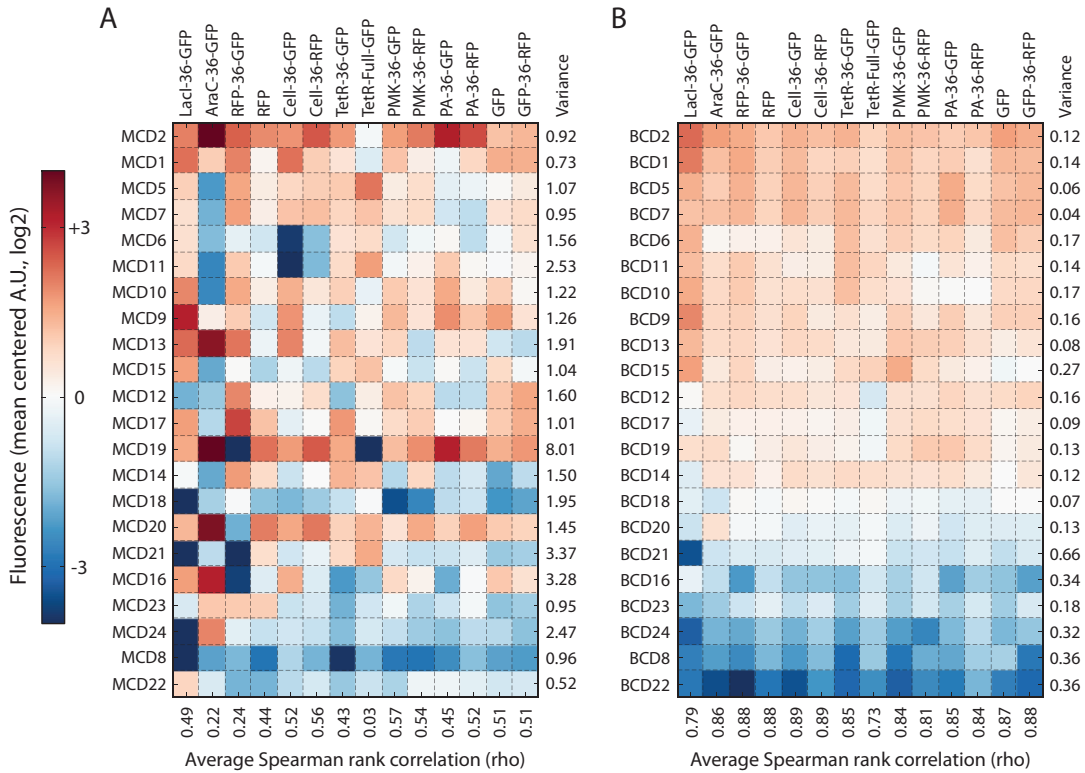 A
LacI-36-GFP
AraC-36-GFP
RFP-36-GFP
RFP
Cell-36-GFP
Cell-36-RFP
TetR-36-GFP
TetR-Full-GFP
PMK-36-GFP
PMK-36-RFP
PA-36-GFP
PA-36-RFP
GFP
GFP-36-RFP
Variance
MCD2 0.92
MCD1 0.73
MCD5 1.07
MCD7 0.95
MCD6 1.56
MCD11 2.53
MCD10 1.22
MCD9 1.26
MCD13 1.91
MCD15 1.04
MCD12 1.60
MCD17 1.01
MCD19 8.01
MCD14 1.50
MCD18 1.95
MCD20 1.45
MCD21 3.37
MCD16 3.28
MCD23 0.95
MCD24 2.47
MCD8 0.96
MCD22 0.52
0.49 0.22 0.24 0.44 0.52 0.56 0.43 0.03 0.57 0.54 0.45 0.52 0.51 0.51
Average Spearman rank correlation (rho)
Fluorescence (mean centered A.U., log2)
+3
0
-3
B
LacI-36-GFP
AraC-36-GFP
RFP-36-GFP
RFP
Cell-36-GFP
Cell-36-RFP
TetR-36-GFP
TetR-Full-GFP
PMK-36-GFP
PMK-36-RFP
PA-36-GFP
PA-36-RFP
GFP
GFP-36-RFP
Variance
BCD2 0.12
BCD1 0.14
BCD5 0.06
BCD7 0.04
BCD6 0.17
BCD11 0.14
BCD10 0.17
BCD9 0.16
BCD13 0.08
BCD15 0.27
BCD12 0.16
BCD17 0.09
BCD19 0.13
BCD14 0.12
BCD18 0.07
BCD20 0.13
BCD21 0.66
BCD16 0.34
BCD23 0.18
BCD24 0.32
BCD8 0.36
BCD22 0.36
0.79 0.86 0.88 0.88 0.89 0.89 0.85 0.73 0.84 0.81 0.85 0.84 0.87 0.88
Average Spearman rank correlation (rho)